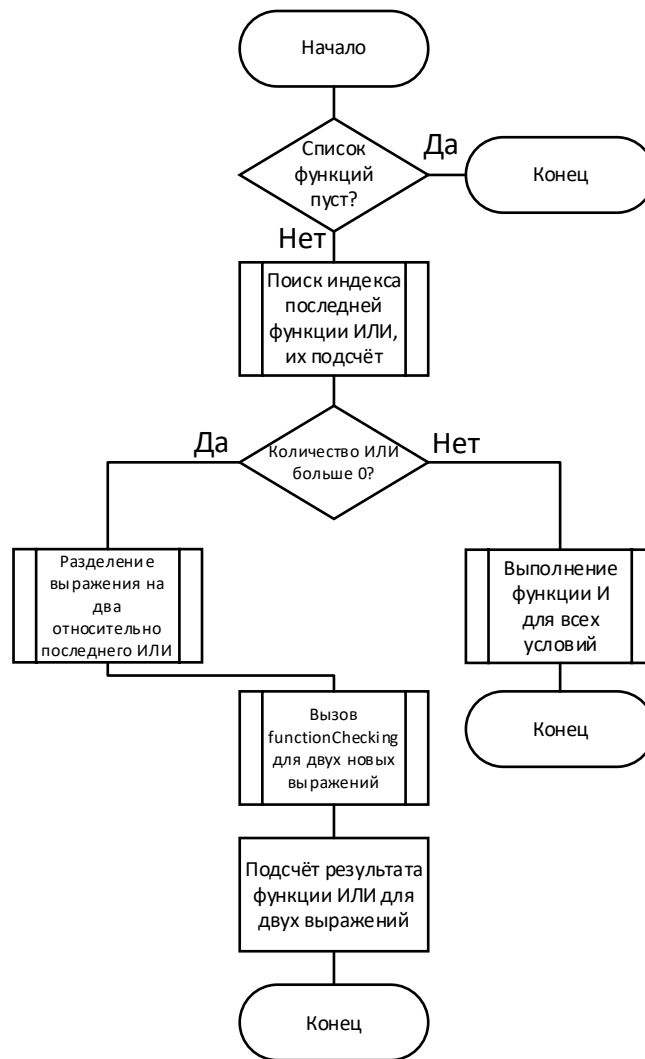 Начало
Список
функций
пуст?
Да
Конец
Нет
Поиск индекса
последней
функции ИЛИ,
их подсчёт
Количество ИЛИ
больше 0?
Да
Нет
Разделение
выражения на
два
относительно
последнего ИЛИ
Выполнение
функции И
для всех
условий
Вызов
functionChecking
для двух новых
выражений
Конец
Подсчёт результата
функции ИЛИ для
двух выражений
Конец